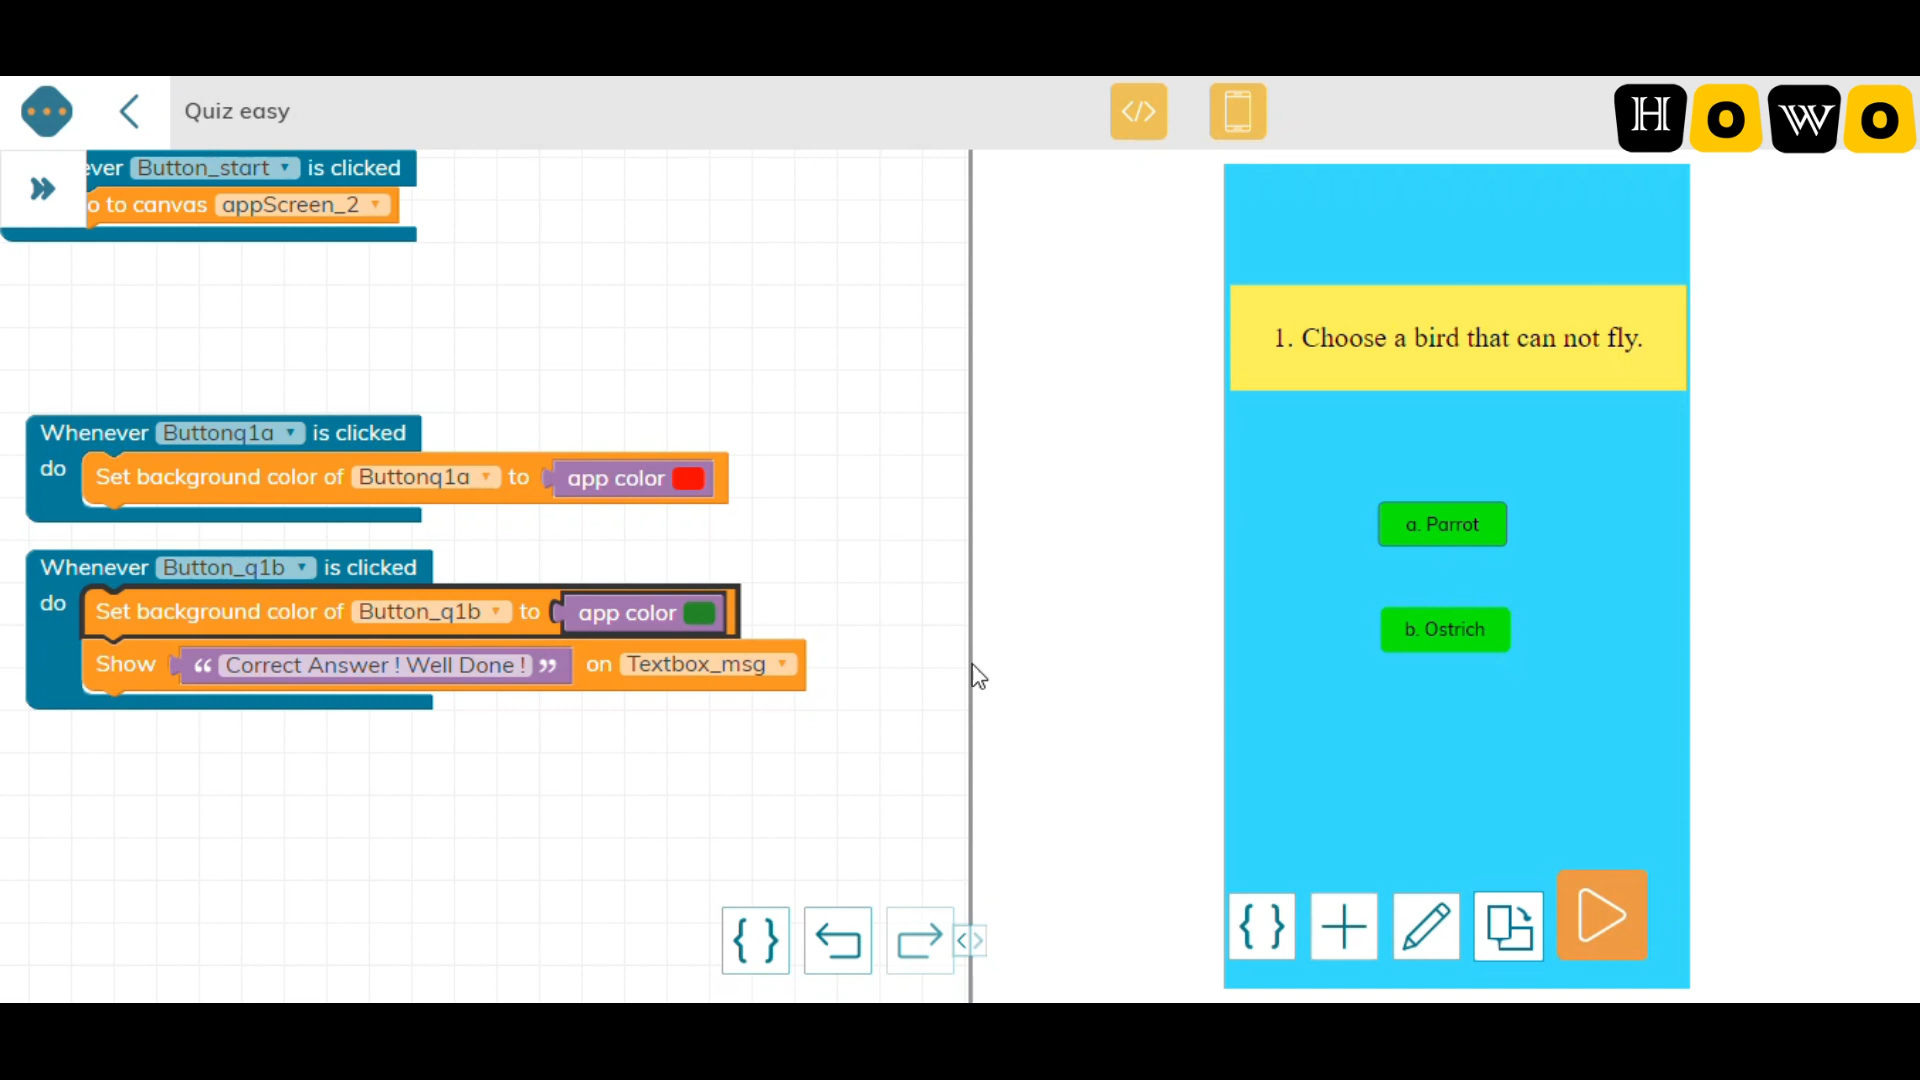 Quiz easy
</>
H o W o
ever Button_start is clicked
o to canvas appScreen_2
Whenever Buttonq1a is clicked
do Set background color of Buttonq1a to app color
Whenever Button_q1b is clicked
do Set background color of Button_q1b to app color
Show “ Correct Answer ! Well Done ! ” on Textbox_msg
1. Choose a bird that can not fly.
a. Parrot
b. Ostrich
{ }
< >
{ }